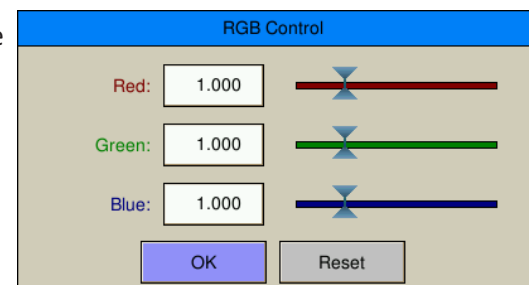 RGB Control
Red: 1.000
Green: 1.000
Blue: 1.000
OK Reset